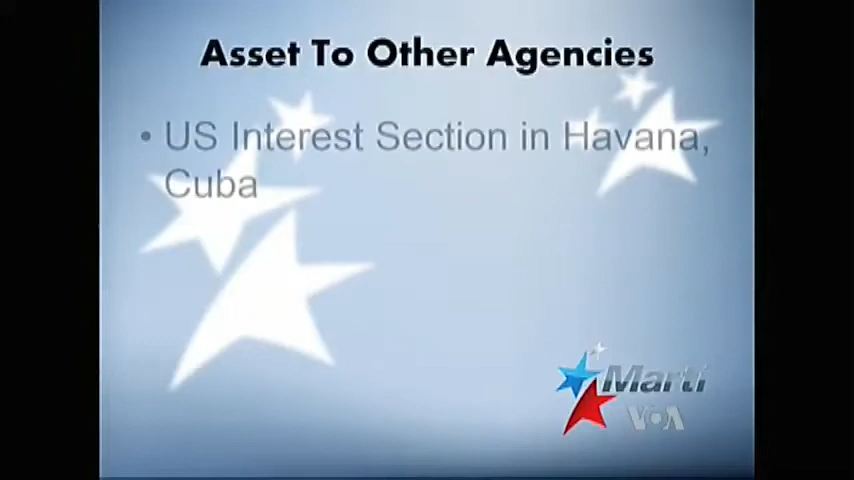 Asset To Other Agencies
• US Interest Section in Havana,
Cuba
Martí
VOA